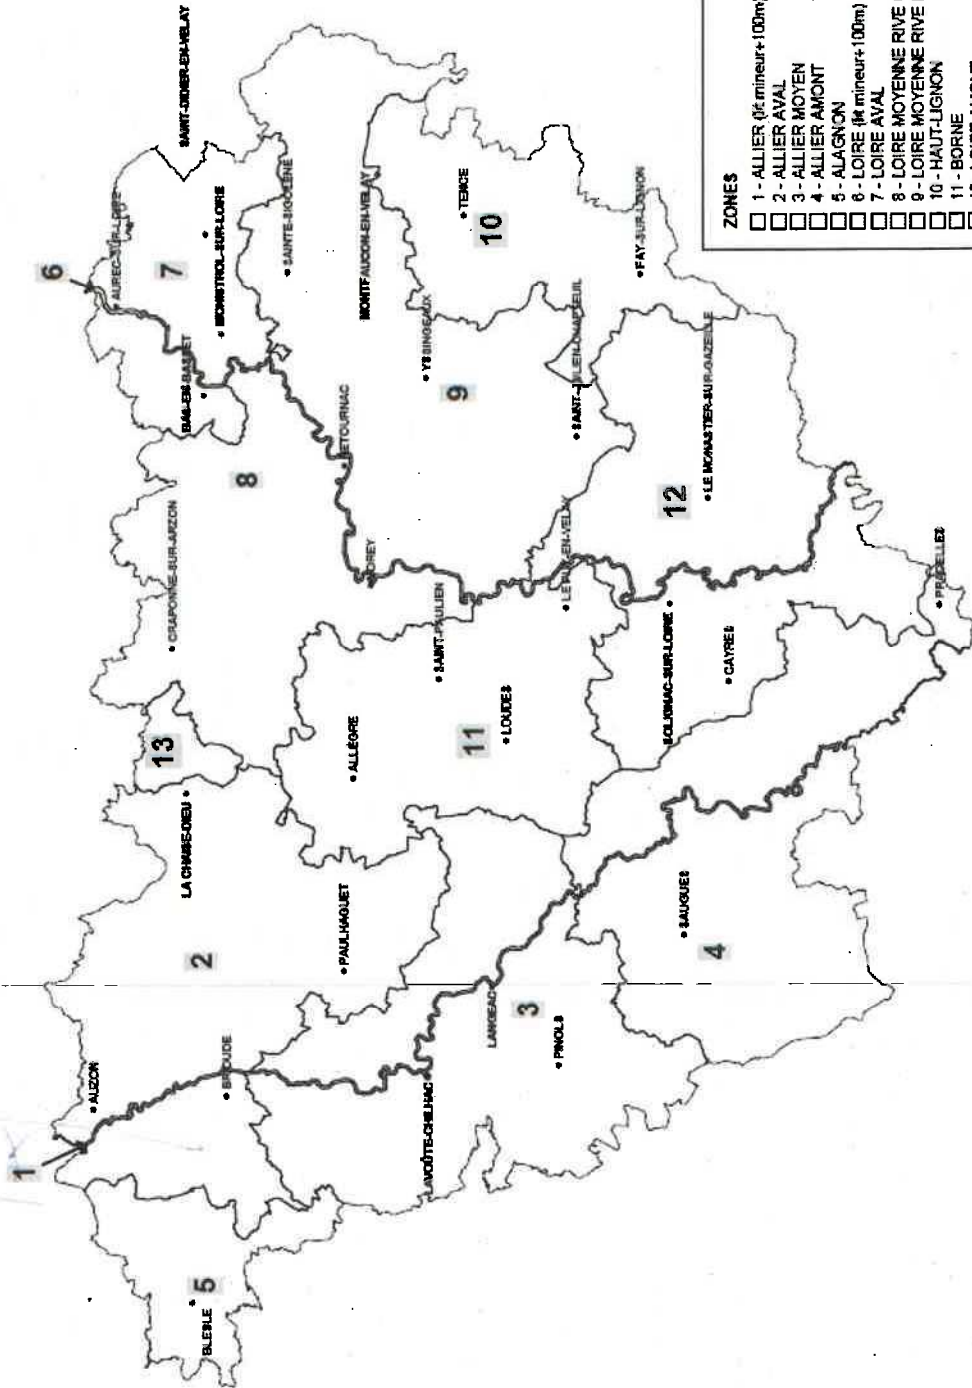 SAINT-DIDIER-EN-VELAY
6
AUREC-SUR-LOIRE
7
MONISTROL-SUR-LOIRE
BAS-EN-BASSET
SAINTE-SIGOLÈNE
MONTFAUCON-EN-VELAY
TENCE
10
FAY-SUR-LIGNON
YSSINGEAUX
9
SAINT-JULIEN-CHAPTEUIL
RETOURNAC
8
CRAPONNE-SUR-ARZON
VOREY
LE MONASTIER-SUR-GAZEILLE
12
LE PUY-EN-VELAY
SAINT-PAULIEN
SOLIGNAC-SUR-LOIRE
CAYRES
PRADELLES
13
LA CHAISE-DIEU
ALLÈGRE
11
LOUDES
2
PAULHAGUET
SAUGUES
4
1
AUZON
BRIOUDE
LANGEAC
3
PINOLS
LAVOÛTE-CHILHAC
5
BLESLE
ZONES
1 - ALLIER (lit mineur+100m)
2 - ALLIER AVAL
3 - ALLIER MOYEN
4 - ALLIER AMONT
5 - ALAGNON
6 - LOIRE (lit mineur+100m)
7 - LOIRE AVAL
8 - LOIRE MOYENNE RIVE
9 - LOIRE MOYENNE RIVE
10 - HAUT-LIGNON
11 - BORNE